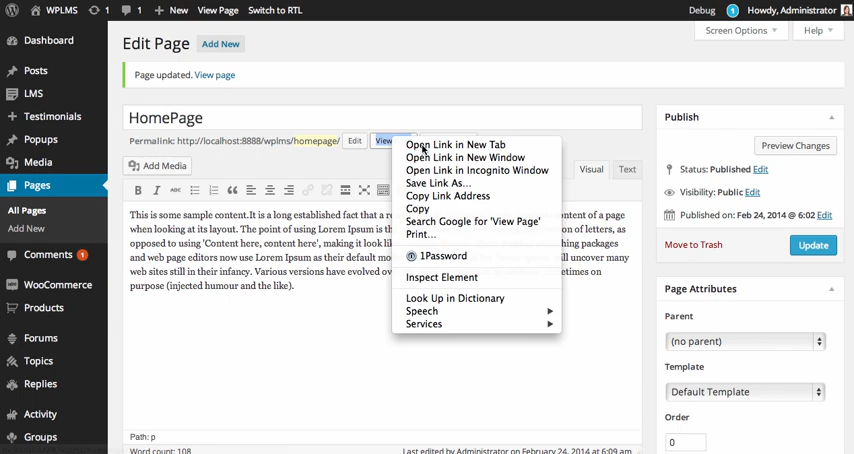 WPLMS 1 1 New View Page Switch to RTL Debug 1 Howdy, Administrator
Dashboard
Posts
LMS
Testimonials
Popups
Media
Pages
All Pages
Add New
Comments 1
WooCommerce
Products
Forums
Topics
Replies
Activity
Groups
Screen Options Help
Edit Page Add New
Page updated. View page
HomePage
Permalink: http://localhost:8888/wplms/homepage/ Edit View
Add Media Visual Text
B I ABC
This is some sample content.It is a long established fact that a
when looking at its layout. The point of using Lorem Ipsum is
opposed to using 'Content here, content here', making it look
and web page editors now use Lorem Ipsum as their default
web sites still in their infancy. Various versions have evolved
purpose (injected humour and the like).
ntent of a page
on of letters, as
packages
uncover many
times on
Open Link in New Tab
Open Link in New Window
Open Link in Incognito Window
Save Link As...
Copy Link Address
Copy
Search Google for 'View Page'
Print...
1Password
Inspect Element
Look Up in Dictionary
Speech
Services
Path: p
Word count: 108 Last edited by Administrator on February 24, 2014 at 6:09 am
Publish
Preview Changes
Status: Published Edit
Visibility: Public Edit
Published on: Feb 24, 2014 @ 6:02 Edit
Move to Trash Update
Page Attributes
Parent
(no parent)
Template
Default Template
Order
0